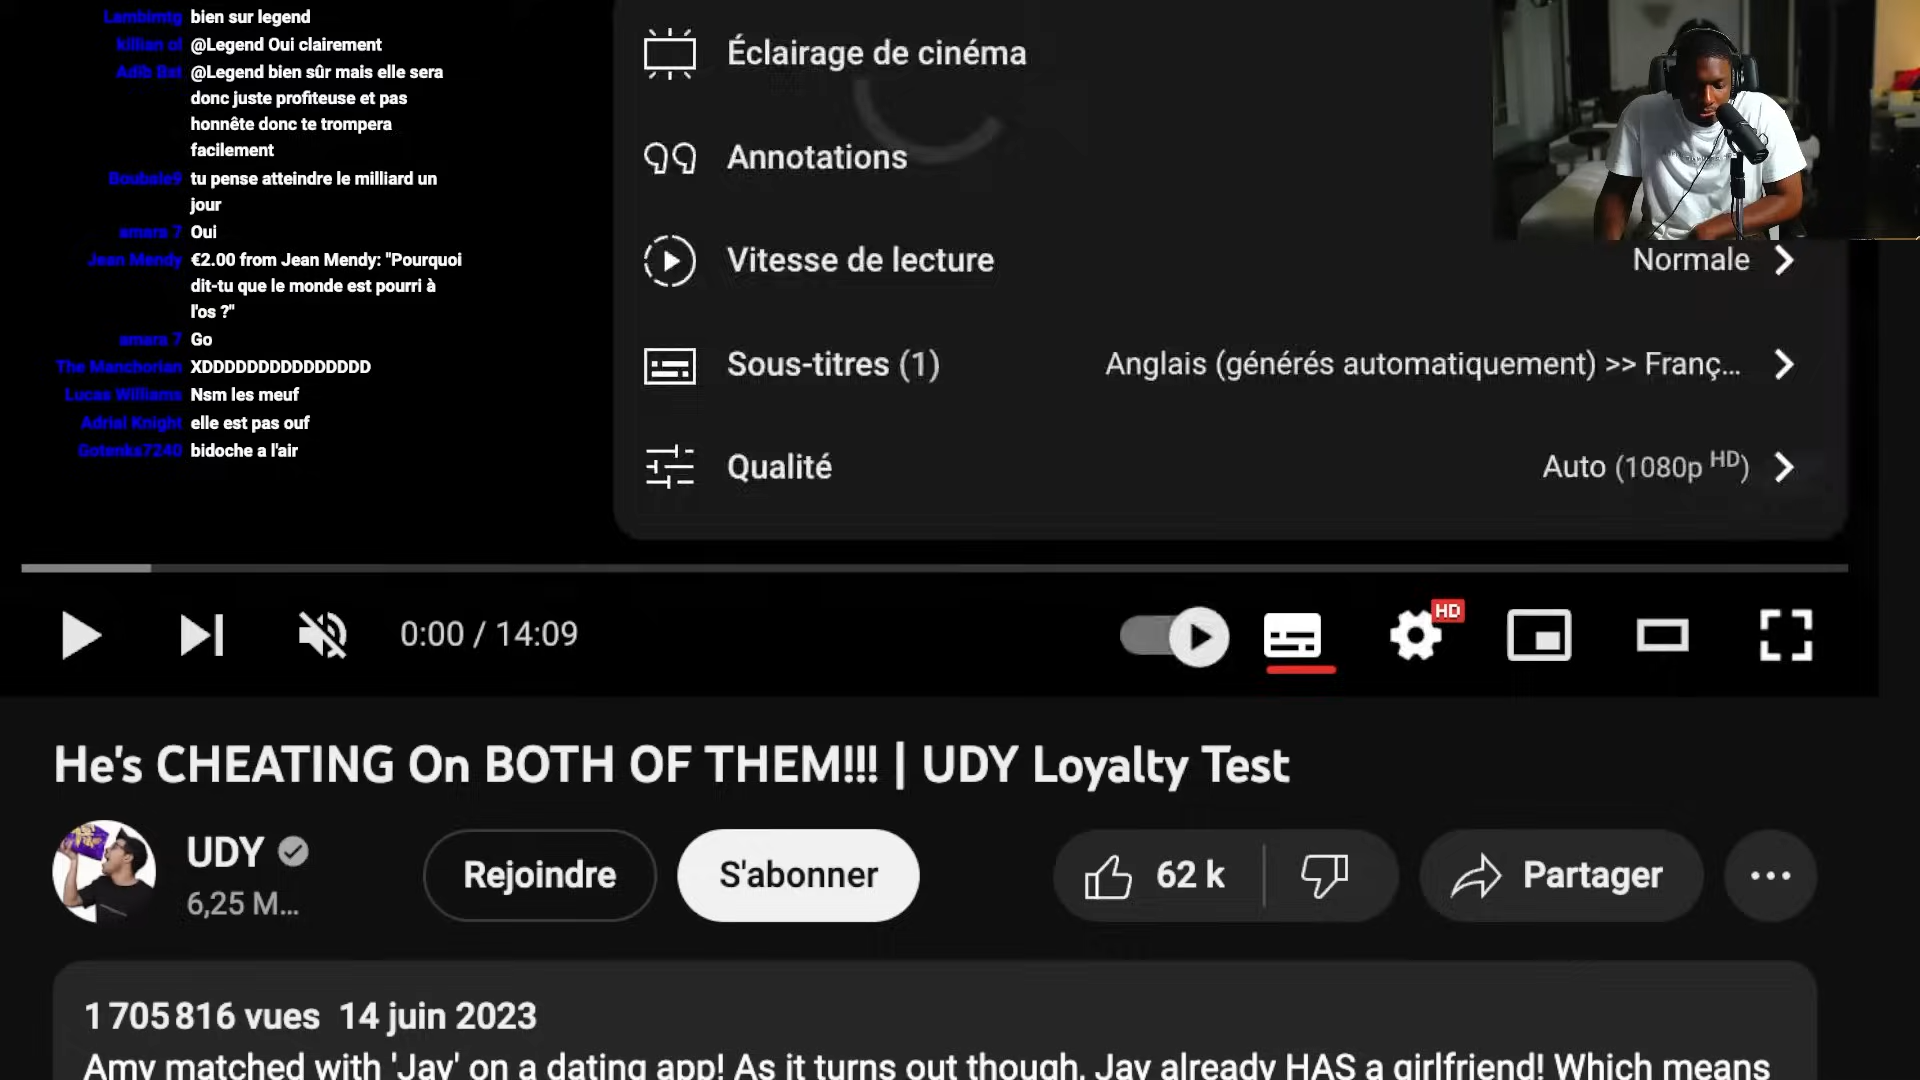 Lambimtg bien sur legend
killian ol @Legend Oui clairement
Adib Bst @Legend bien sûr mais elle sera
donc juste profiteuse et pas
honnête donc te trompera
facilement
Boubale9 tu pense atteindre le milliard un
jour
amara 7 Oui
Jean Mendy €2.00 from Jean Mendy: "Pourquoi
dit-tu que le monde est pourri à
l'os ?"
amara 7 Go
The Manchorian XDDDDDDDDDDDDDDD
Lucas Williams Nsm les meuf
Adrial Knight elle est pas ouf
Gotenks7240 bidoche a l'air
Éclairage de cinéma
Annotations
Vitesse de lecture Normale
Sous-titres (1) Anglais (générés automatiquement) >> Franç...
Qualité Auto (1080p HD)
0:00 / 14:09
HD
He's CHEATING On BOTH OF THEM!!! | UDY Loyalty Test
UDY
6,25 M...
Rejoindre
S'abonner
62 k
Partager
1 705 816 vues 14 juin 2023
Amy matched with 'Jay' on a dating app! As it turns out though, Jay already HAS a girlfriend! Which means